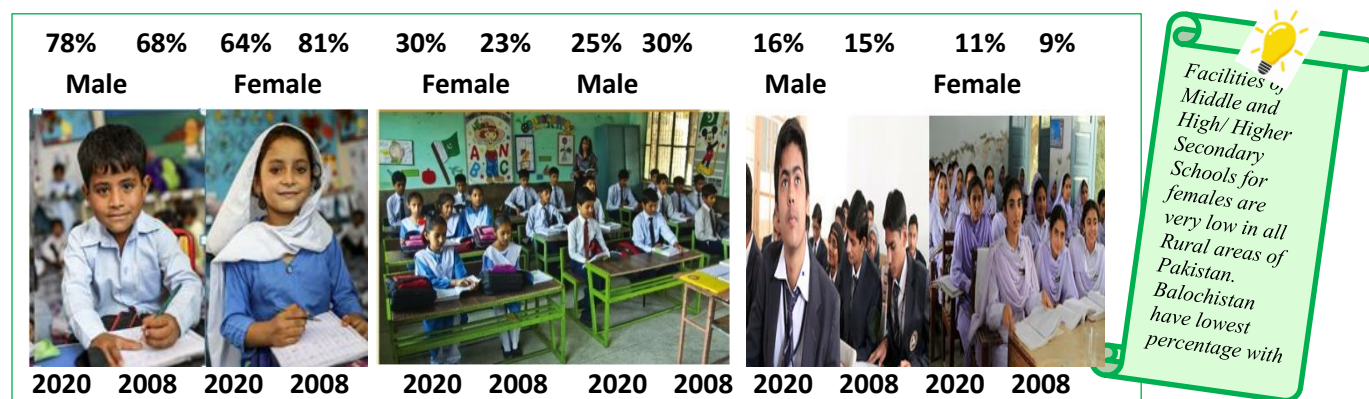 78% 68% 64% 81% 30% 23% 25% 30% 16% 15% 11% 9%
Male Female Female Male Male Female
2020 2008 2020 2008 2020 2008 2020 2008 2020 2008 2020 2008
Facilities of
Middle and
High/ Higher
Secondary
Schools for
females are
very low in all
Rural areas of
Pakistan.
Balochistan
have lowest
percentage with